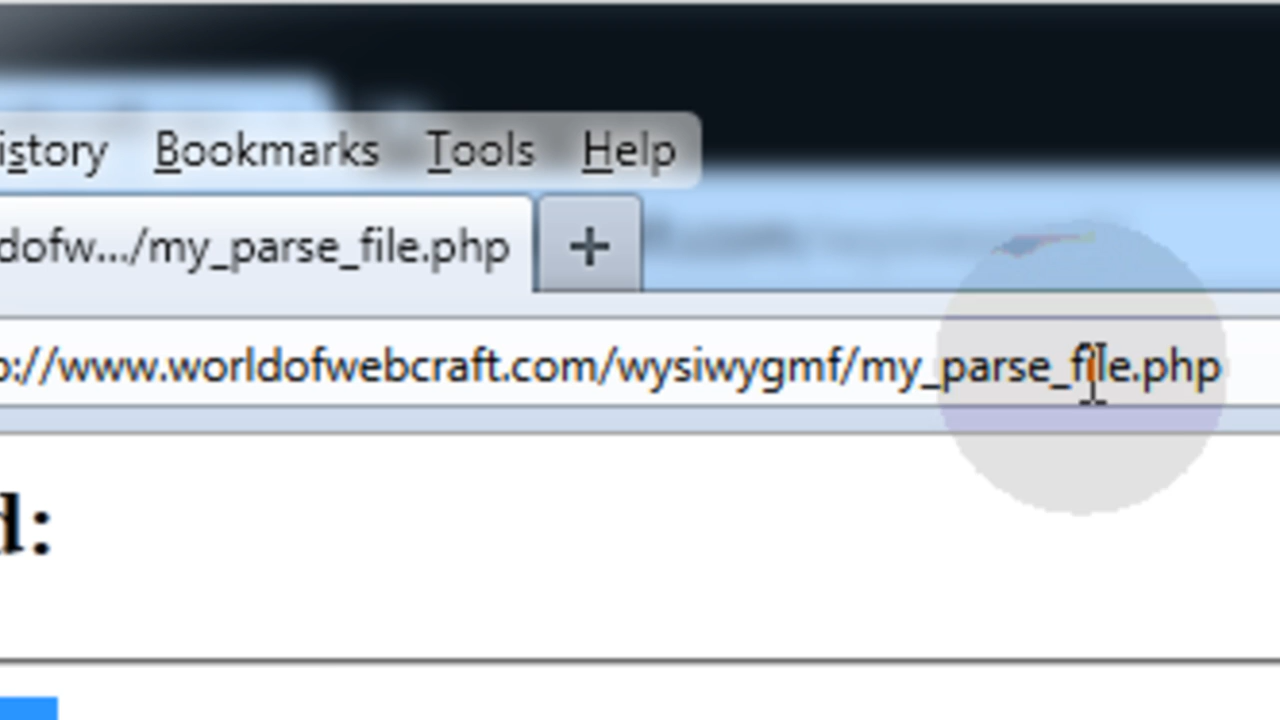 istory Bookmarks Tools Help
dofw.../my_parse_file.php +
p://www.worldofwebcraft.com/wysiwygmf/my_parse_file.php
d: